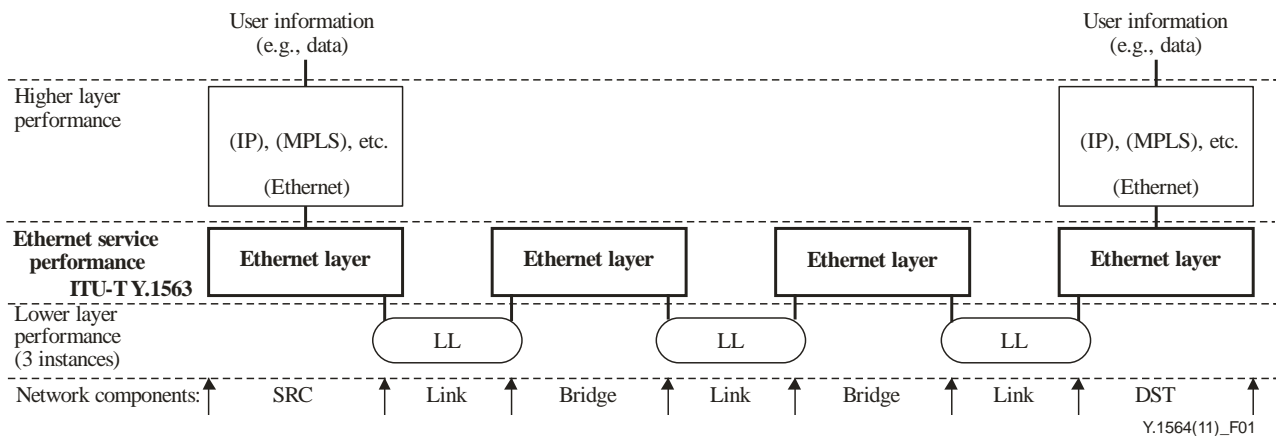 User information
(e.g., data)
User information
(e.g., data)
Higher layer
performance
(IP), (MPLS), etc.
(Ethernet)
(IP), (MPLS), etc.
(Ethernet)
Ethernet service
performance
ITU-T Y.1563
Ethernet layer
Ethernet layer
Ethernet layer
Ethernet layer
Lower layer
performance
(3 instances)
LL
LL
LL
Network components:
SRC
Link
Bridge
Link
Bridge
Link
DST
Y.1564(11)_F01